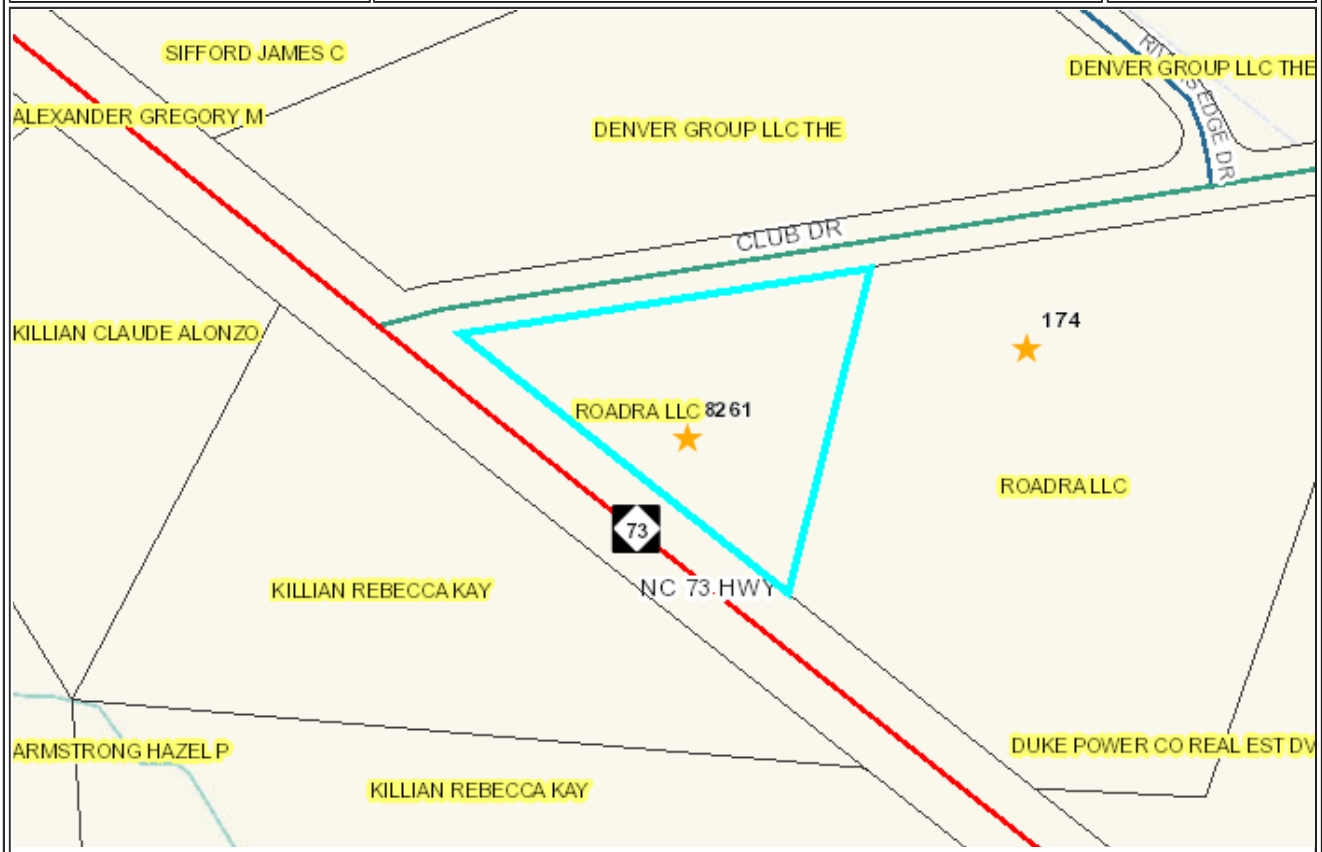 SIFFORD JAMES C
DENVER GROUP LLC THE
ALEXANDER GREGORY M
DENVER GROUP LLC THE
CLUB DR
174
KILLIAN CLAUDE ALONZO
ROADRA LLC 8261
ROADRA LLC
73
NC 73 HWY
KILLIAN REBECCA KAY
ARMSTRONG HAZEL P
DUKE POWER CO REAL EST DV
KILLIAN REBECCA KAY